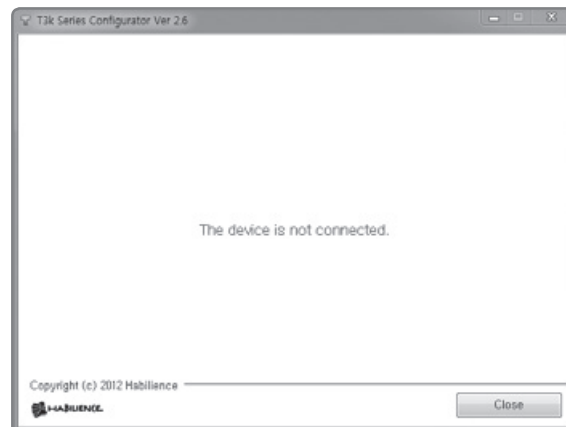 T3k Series Configurator Ver 2.6
The device is not connected.
Copyright (c) 2012 Habilience
HABILIENCE
Close